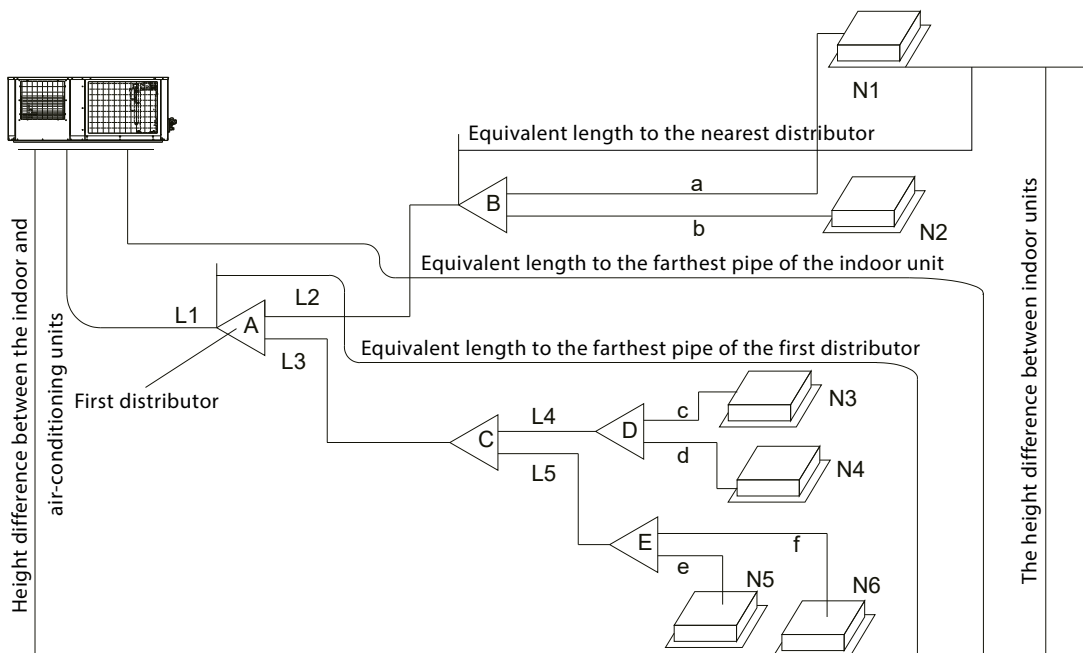 N1
Equivalent length to the nearest distributor
a
B
b
N2
Equivalent length to the farthest pipe of the indoor unit
L1
L2
A
L3
Equivalent length to the farthest pipe of the first distributor
First distributor
N3
c
L4
D
C
d
N4
L5
E
f
e
N5
N6
Height difference between the indoor and
air-conditioning units
The height difference between indoor units